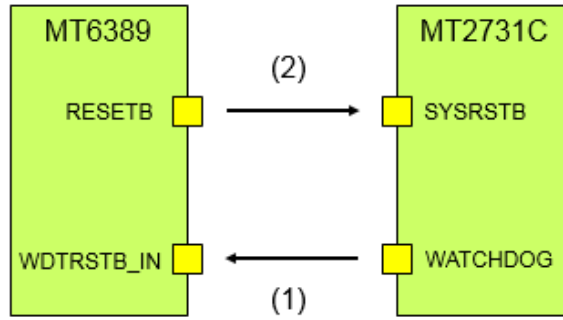 MT6389
MT2731C
(2)
RESETB
SYSRSTB
WDTRSTB_IN
WATCHDOG
(1)